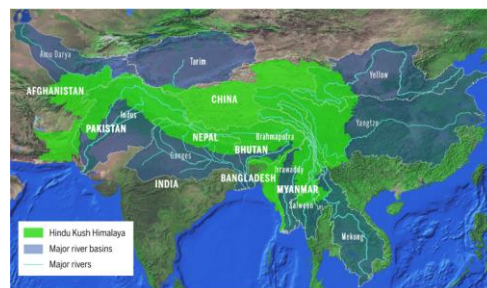 Amu Darya
Tarim
Yellow
AFGHANISTAN
CHINA
Yangtze
Indus
PAKISTAN
NEPAL
Brahmaputra
BHUTAN
Ganges
Irrawaddy
BANGLADESH
INDIA
MYANMAR
Salween
Mekong
Hindu Kush Himalaya
Major river basins
Major rivers